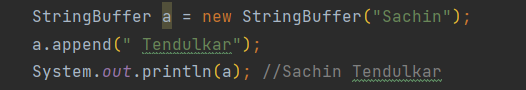 StringBuffer a = new StringBuffer("Sachin");
a.append(" Tendulkar");
System.out.println(a); //Sachin Tendulkar